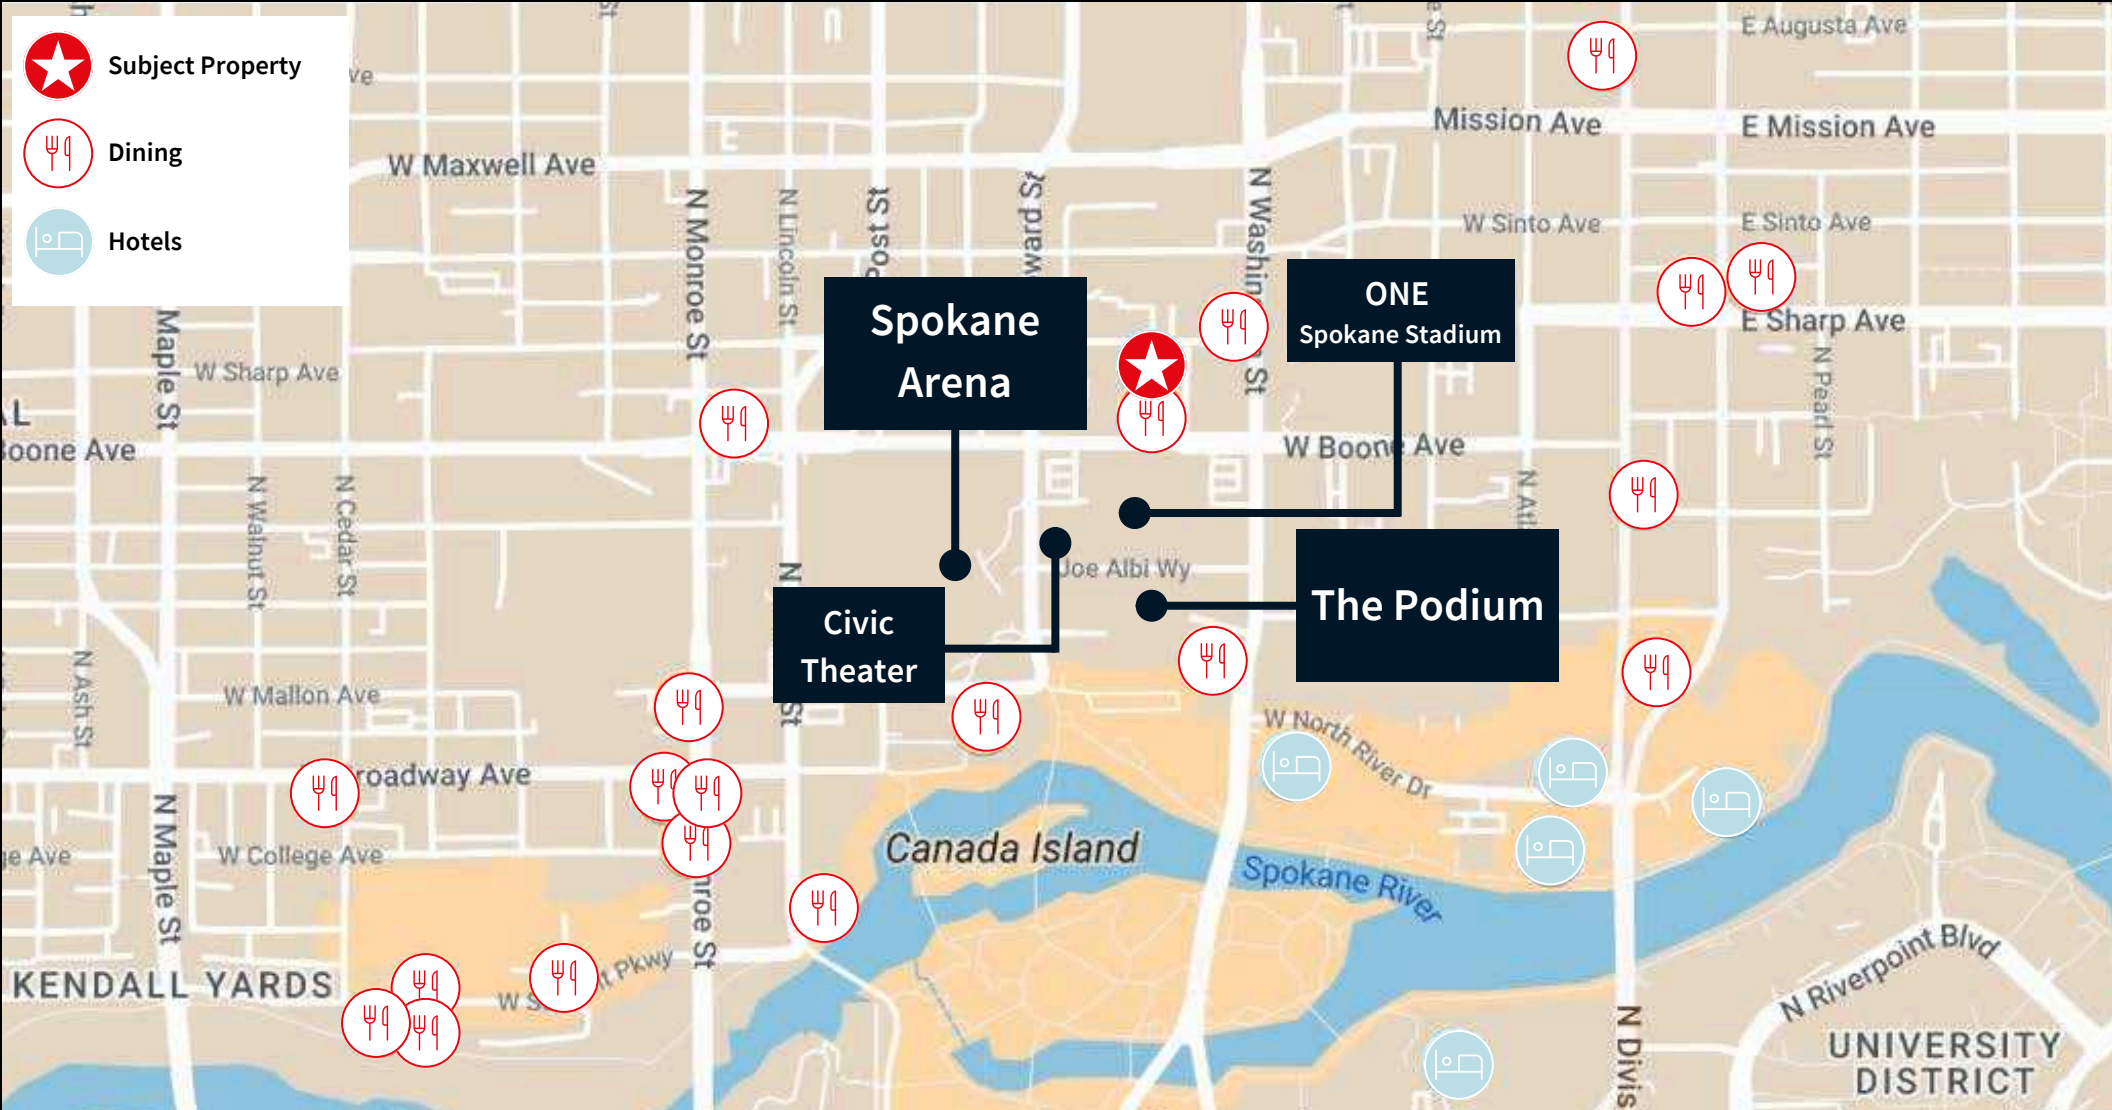 Subject Property
Dining
Hotels
E Augusta Ave
Mission Ave
E Mission Ave
W Maxwell Ave
N Monroe St
N Lincoln St
Post St
W Sinto Ave
E Sinto Ave
Spokane
Arena
ONE
Spokane Stadium
E Sharp Ave
Maple St
W Sharp Ave
N Pearl St
Boone Ave
W Boone Ave
N Walnut St
N Cedar St
Joe Albi Wy
Civic
Theater
The Podium
N Ash St
W Mallon Ave
W North River Dr
roadway Ave
N Maple St
W College Ave
Canada Island
Spokane River
KENDALL YARDS
N Riverpoint Blvd
UNIVERSITY
DISTRICT